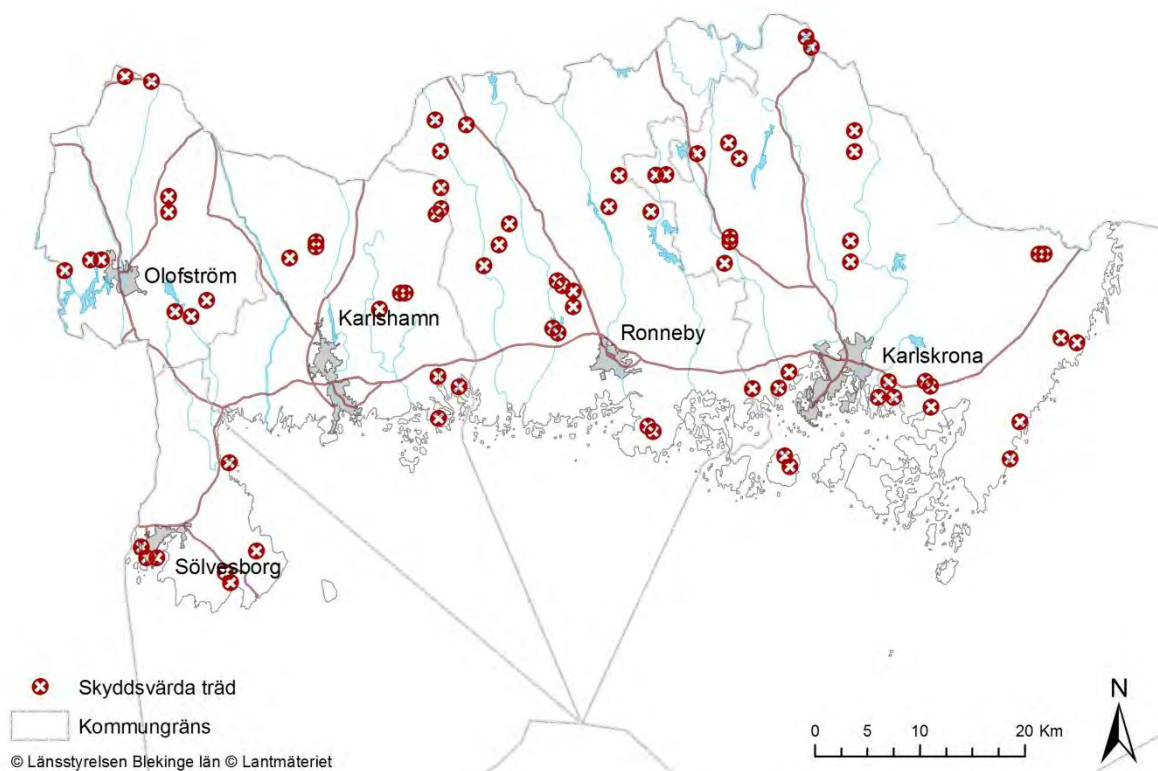 Olofström
Karlshamn
Ronneby
Karlskrona
Sölvesborg
Skyddsvärda träd
Kommungräns
© Länsstyrelsen Blekinge län © Lantmäteriet
0 5 10 20 Km
N